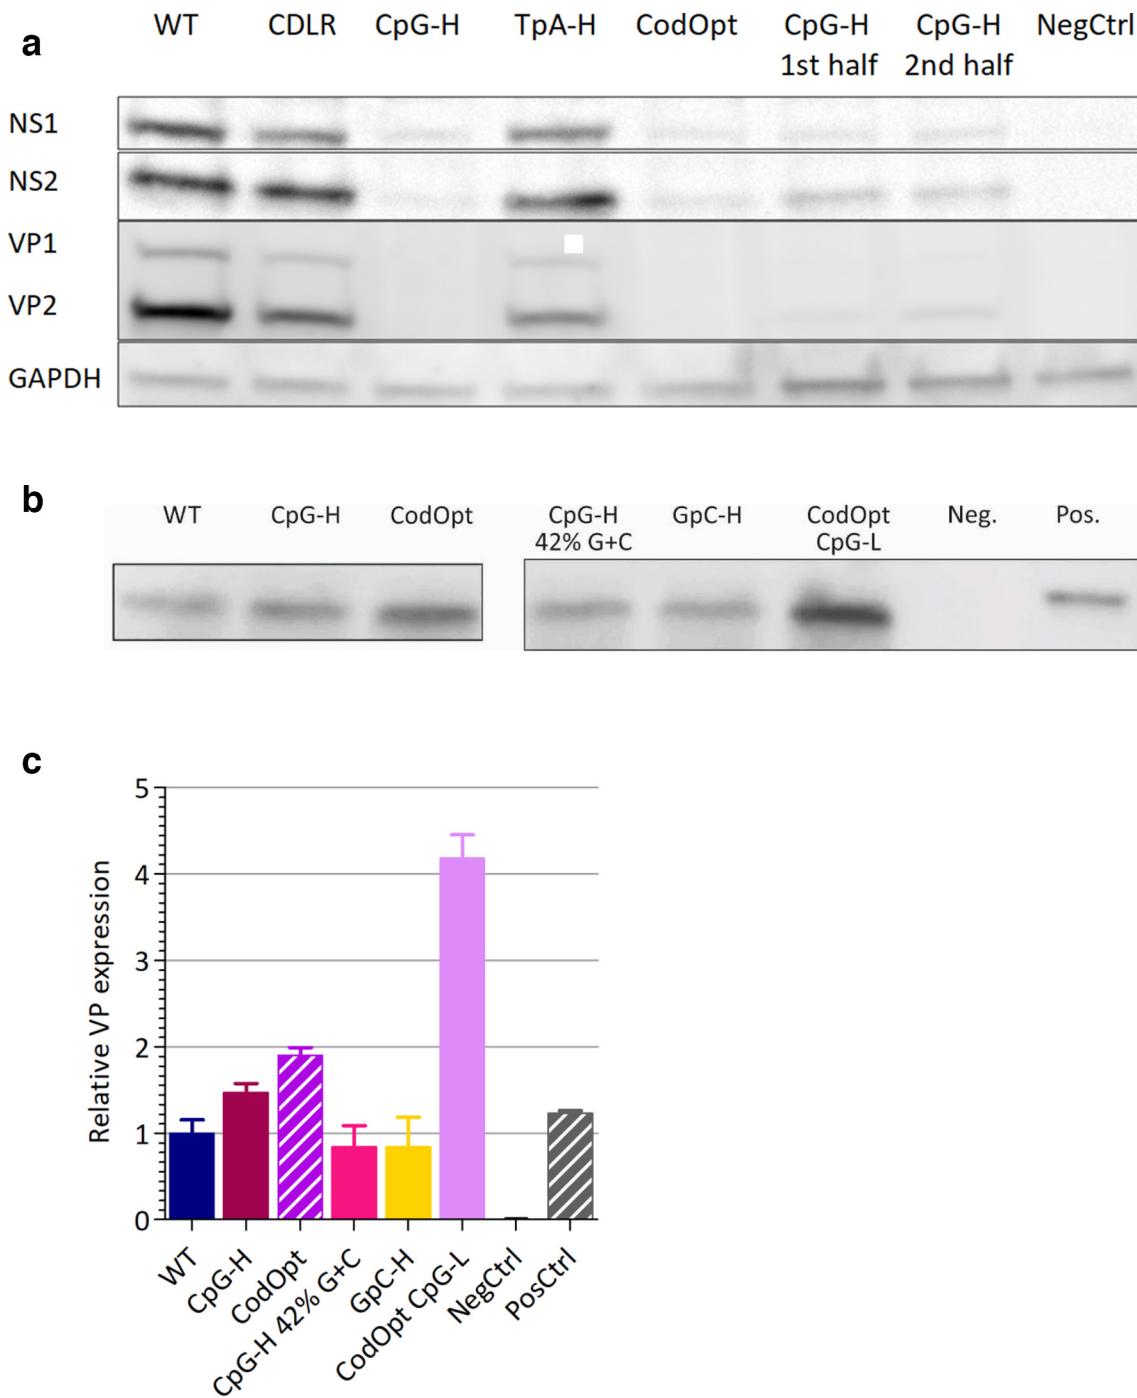 a
WT CDLR CpG-H TpA-H CodOpt CpG-H CpG-H NegCtrl
1st half 2nd half
NS1
NS2
VP1
VP2
GAPDH
b
WT CpG-H CodOpt CpG-H GpC-H CodOpt Neg. Pos.
42% G+C CpG-L
c
Relative VP expression
5
4
3
2
1
0
WT
CpG-H
CodOpt
CpG-H 42% G+C
GpC-H
CodOpt CpG-L
NegCtrl
PosCtrl